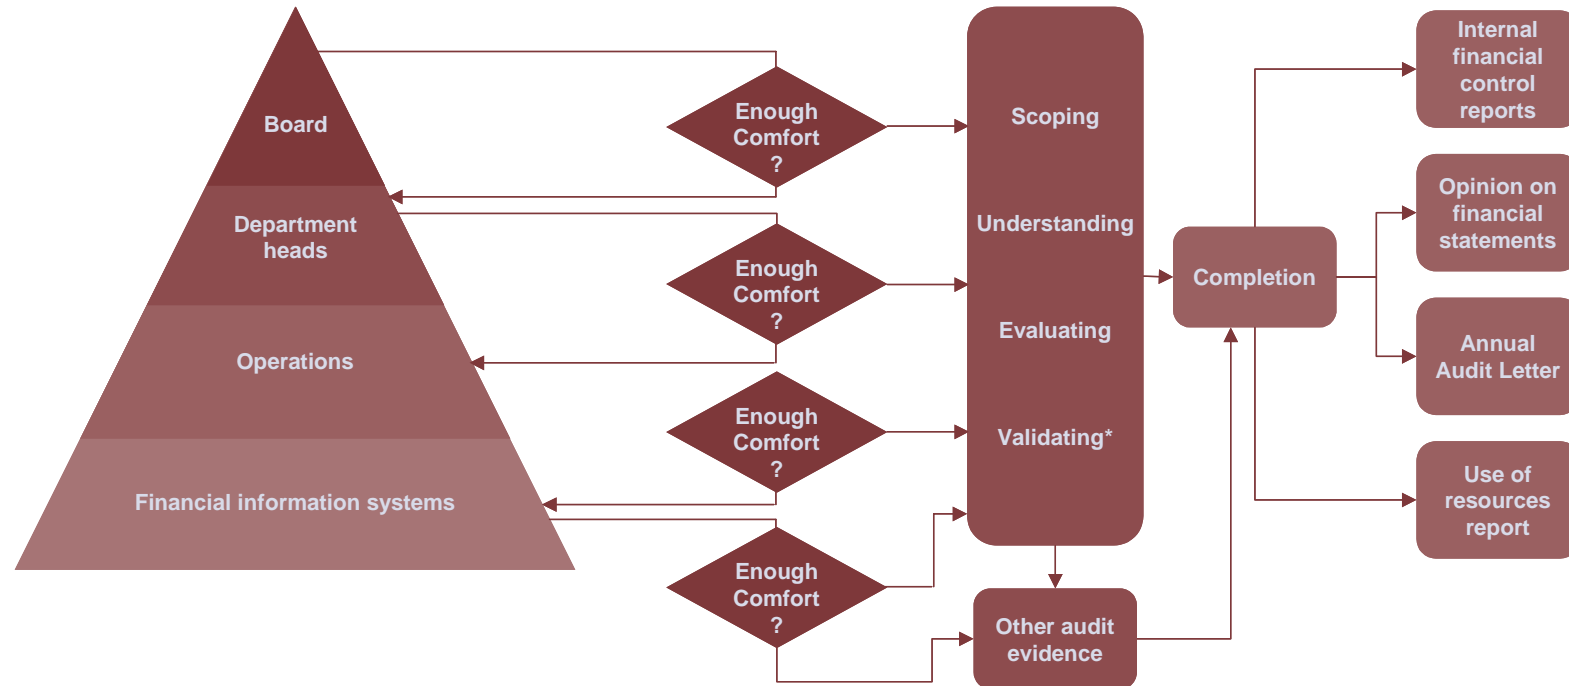 Board
Department
heads
Operations
Financial information systems
Enough
Comfort
?
Enough
Comfort
?
Enough
Comfort
?
Enough
Comfort
?
Scoping
Understanding
Evaluating
Validating*
Other audit
evidence
Completion
Internal
financial
control
reports
Opinion on
financial
statements
Annual
Audit Letter
Use of
resources
report